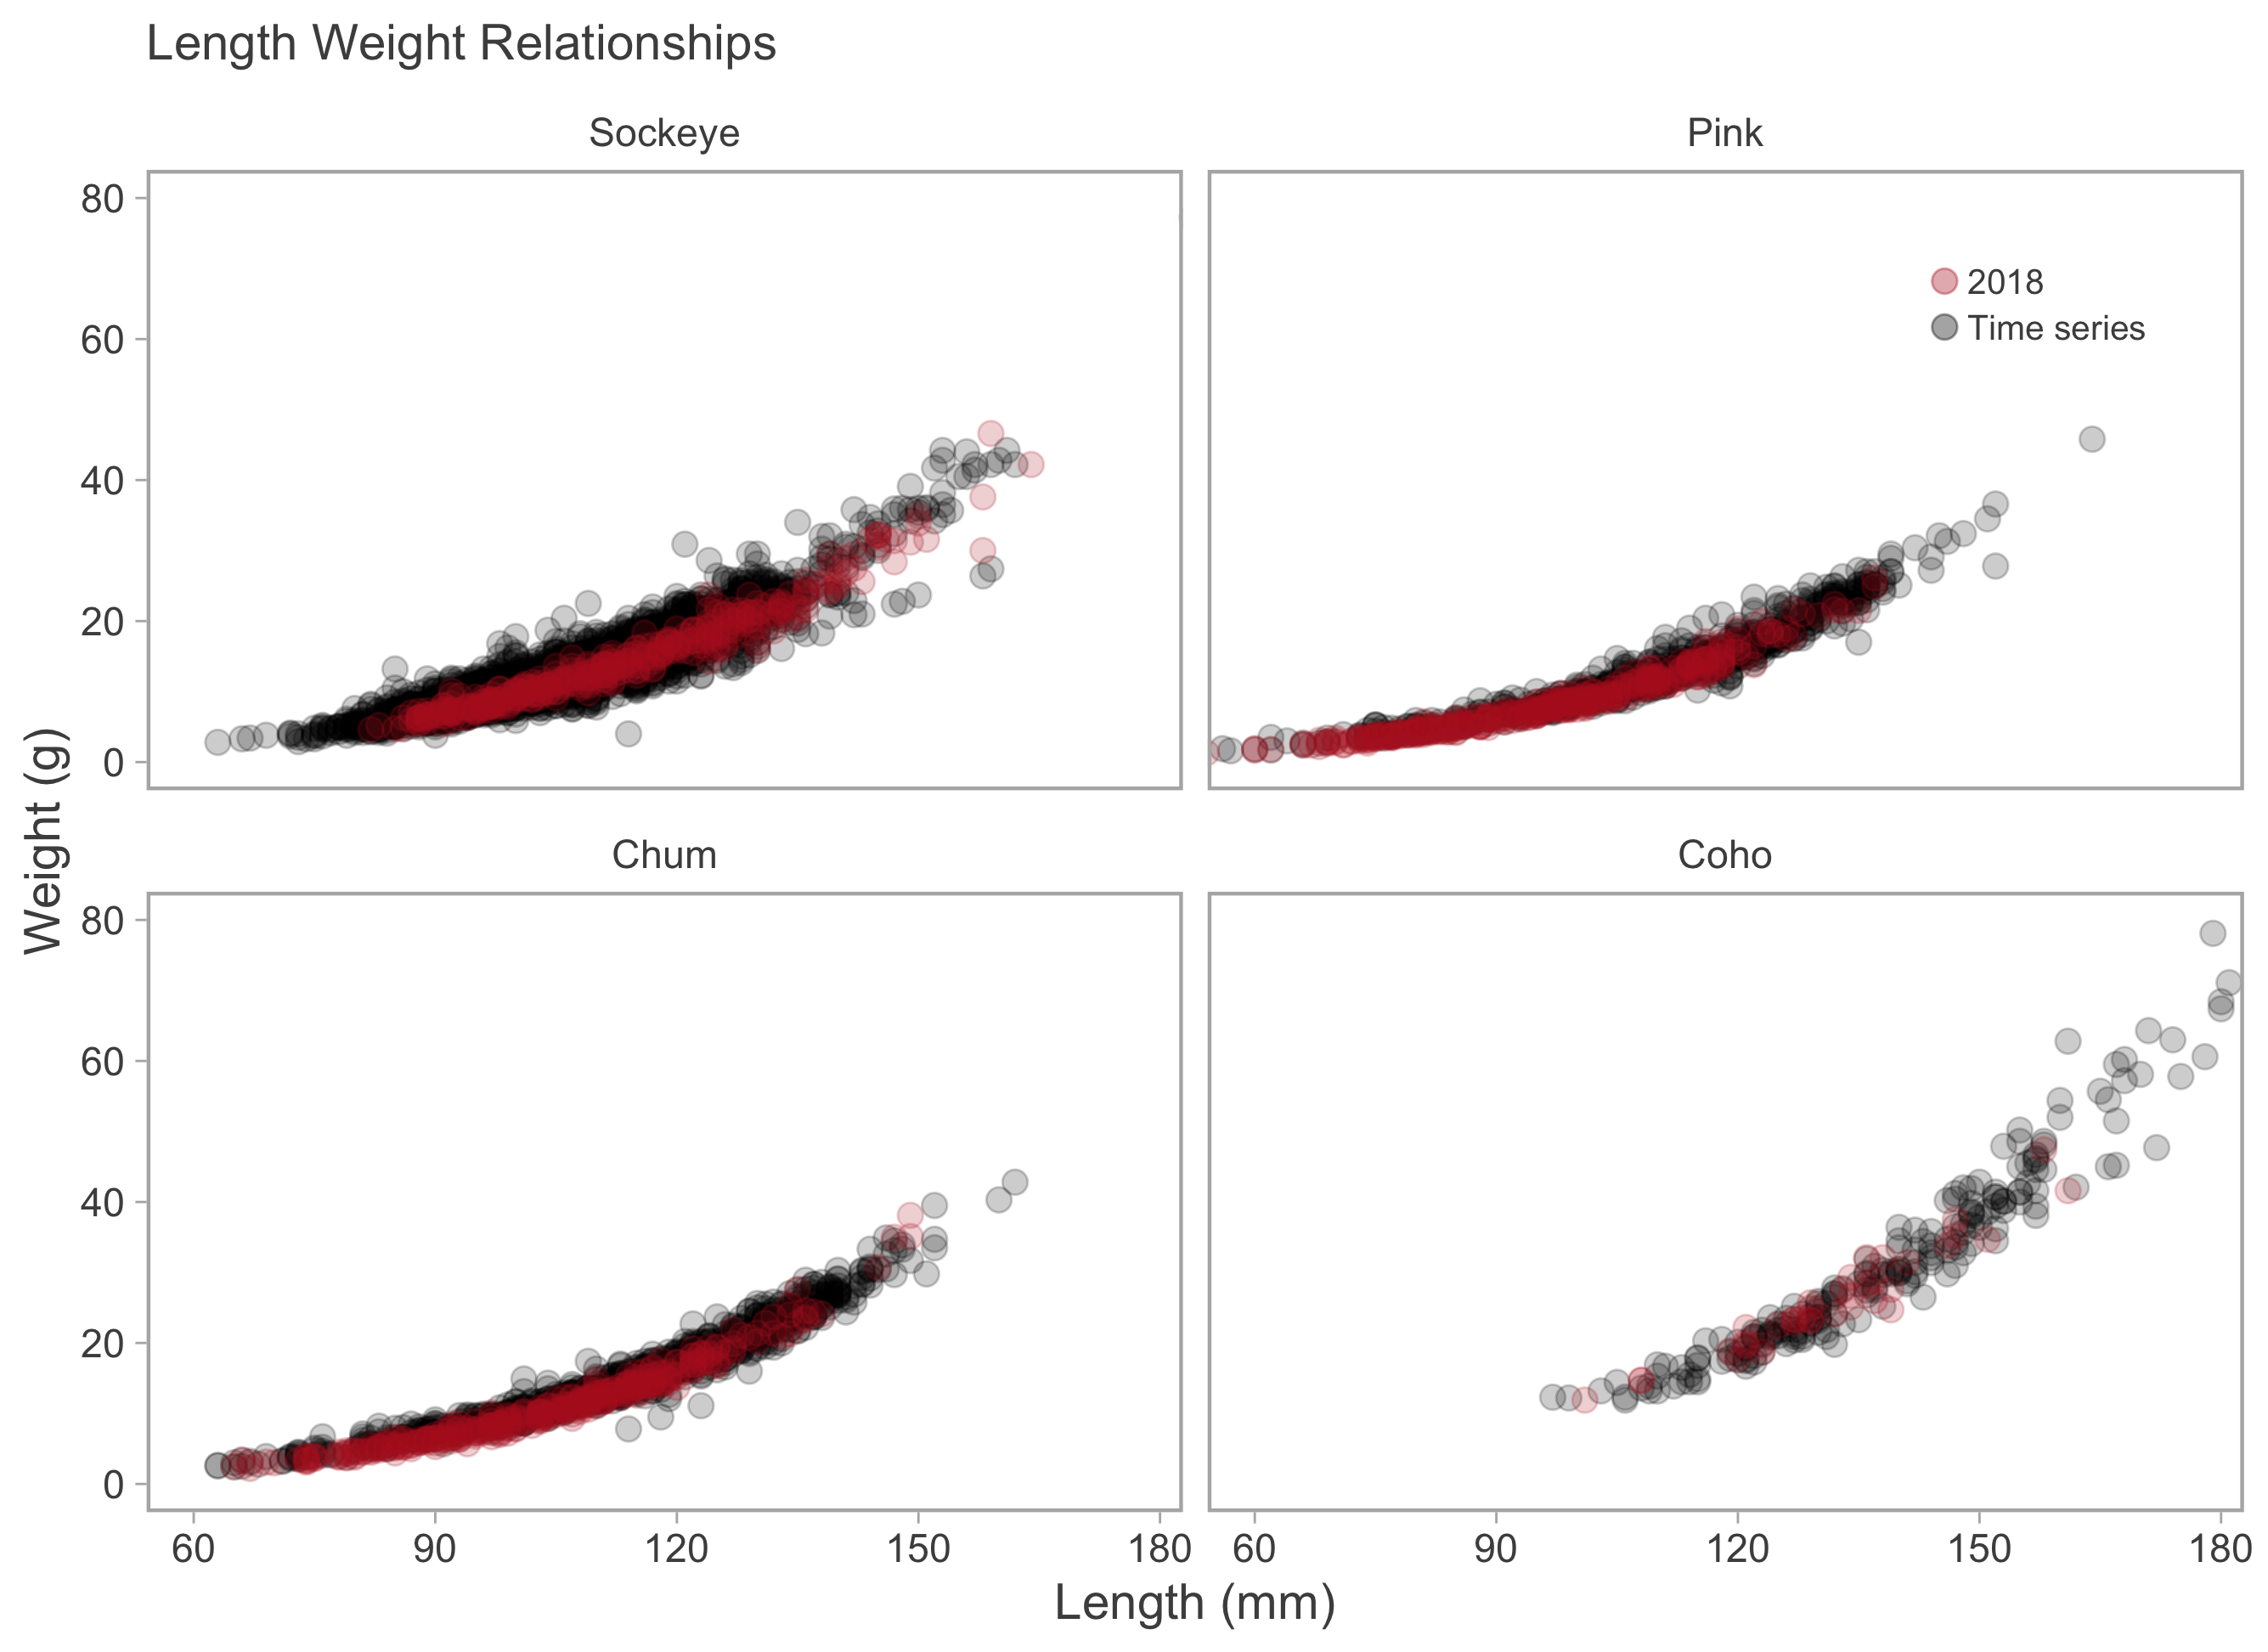 Length Weight Relationships
Sockeye
Pink
80
60
40
20
0
2018
Time series
Weight (g)
Chum
Coho
80
60
40
20
0
60 90 120 150 180 60 90 120 150 180
Length (mm)